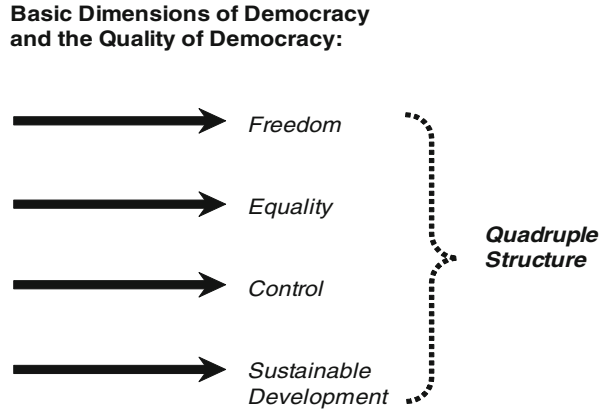 Basic Dimensions of Democracy
and the Quality of Democracy:
Freedom
Equality
Control
Sustainable
Development
Quadruple
Structure